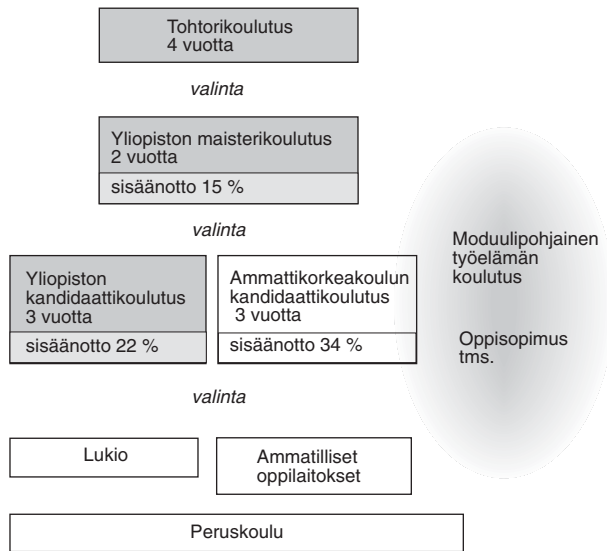 Tohtorikoulutus
4 vuotta
valinta
Yliopiston maisterikoulutus
2 vuotta
sisäänotto 15 %
valinta
Yliopiston
kandidaattikoulutus
3 vuotta
sisäänotto 22 %
Ammattikorkeakoulun
kandidaattikoulutus
3 vuotta
sisäänotto 34 %
Moduulipohjainen
työelämän
koulutus
Oppisopimus
tms.
valinta
Lukio
Ammatilliset
oppilaitokset
Peruskoulu